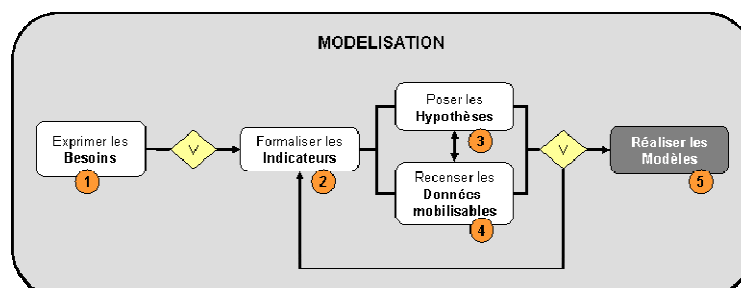 MODELISATION
Exprimer les
Besoins
1
V
Formaliser les
Indicateurs
2
Poser les
Hypothèses
3
Recenser les
Données
mobilisables
4
V
Réaliser les
Modèles
5